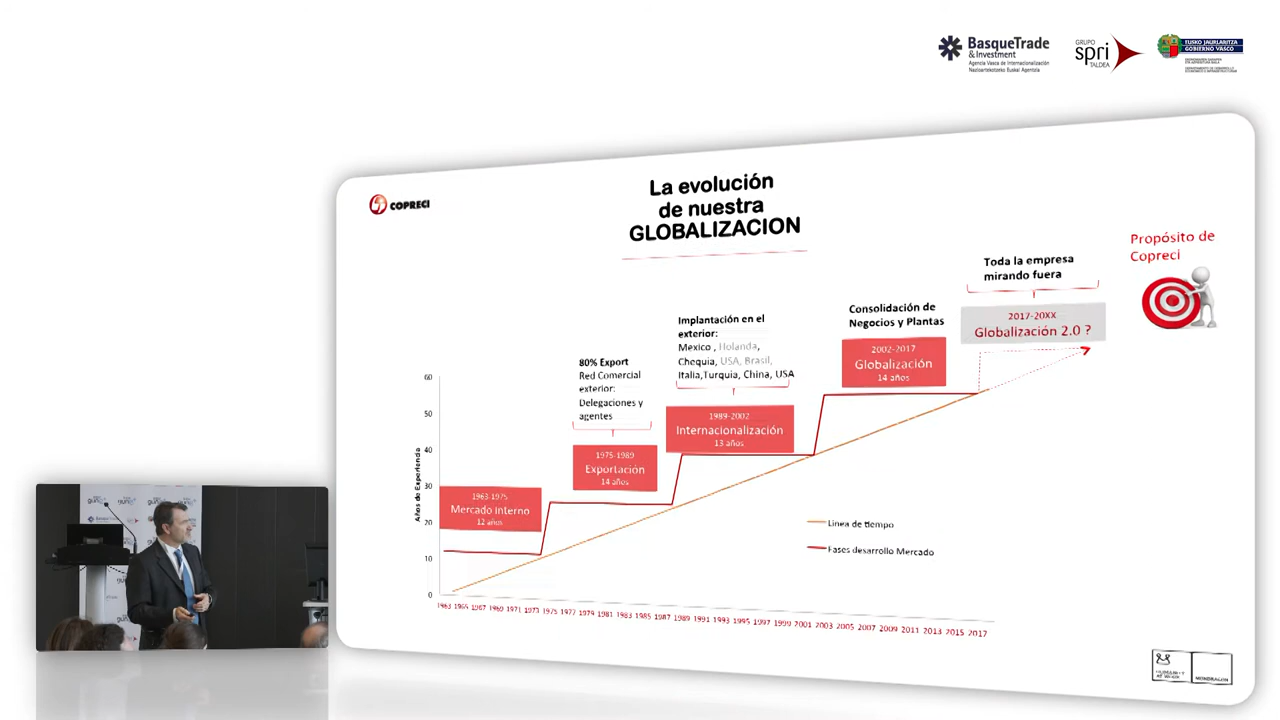 BasqueTrade
& Investment
Agencia Vasca de Internacionalización
Nazioartekotzeko Euskal Agentzia
GRUPO
spri
TALDEA
EUSKO JAURLARITZA
GOBIERNO VASCO
COPRECI
La evolución
de nuestra
GLOBALIZACION
Propósito de
Copreci
Toda la empresa
mirando fuera
2017-20XX
Globalización 2.0 ?
Consolidación de
Negocios y Plantas
2002-2017
Globalización
14 años
Implantación en el
exterior:
Mexico , Holanda,
Chequia, USA, Brasil,
Italia,Turquia, China, USA
1989-2002
Internacionalización
13 años
80% Export
Red Comercial
exterior:
Delegaciones y
agentes
1975-1989
Exportación
14 años
1963-1975
Mercado Interno
12 años
Años de Experiencia
60
50
40
30
20
10
0
Linea de tiempo
Fases desarrollo Mercado
1963 1965 1967 1969 1971 1973 1975 1977 1979 1981 1983 1985 1987 1989 1991 1993 1995 1997 1999 2001 2003 2005 2007 2009 2011 2013 2015 2017
MONDRAGON